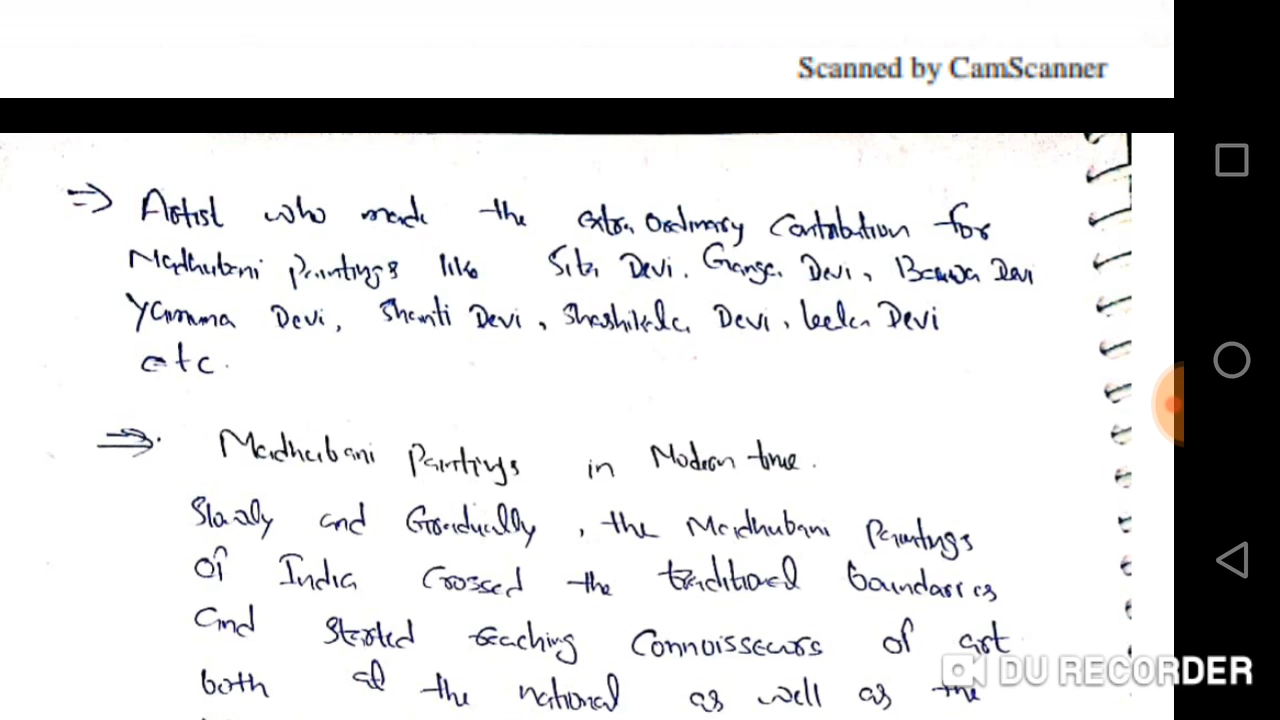 Scanned by CamScanner
⇒ Artist who made the extra ordinary Contribution for
Madhubani Paintings like Sita Devi, Ganga Devi, Bauwa Devi
Yamuna Devi, Shanti Devi, Shashikala Devi, leela Devi
etc.
⇒ Madhubani Paintings in Modern time.
Slowly and Gradually, the Madhubani Paintings
Of India Crossed the traditional boundaries
and started reaching Connoisseurs of art
both at the national as well as the
DU RECORDER